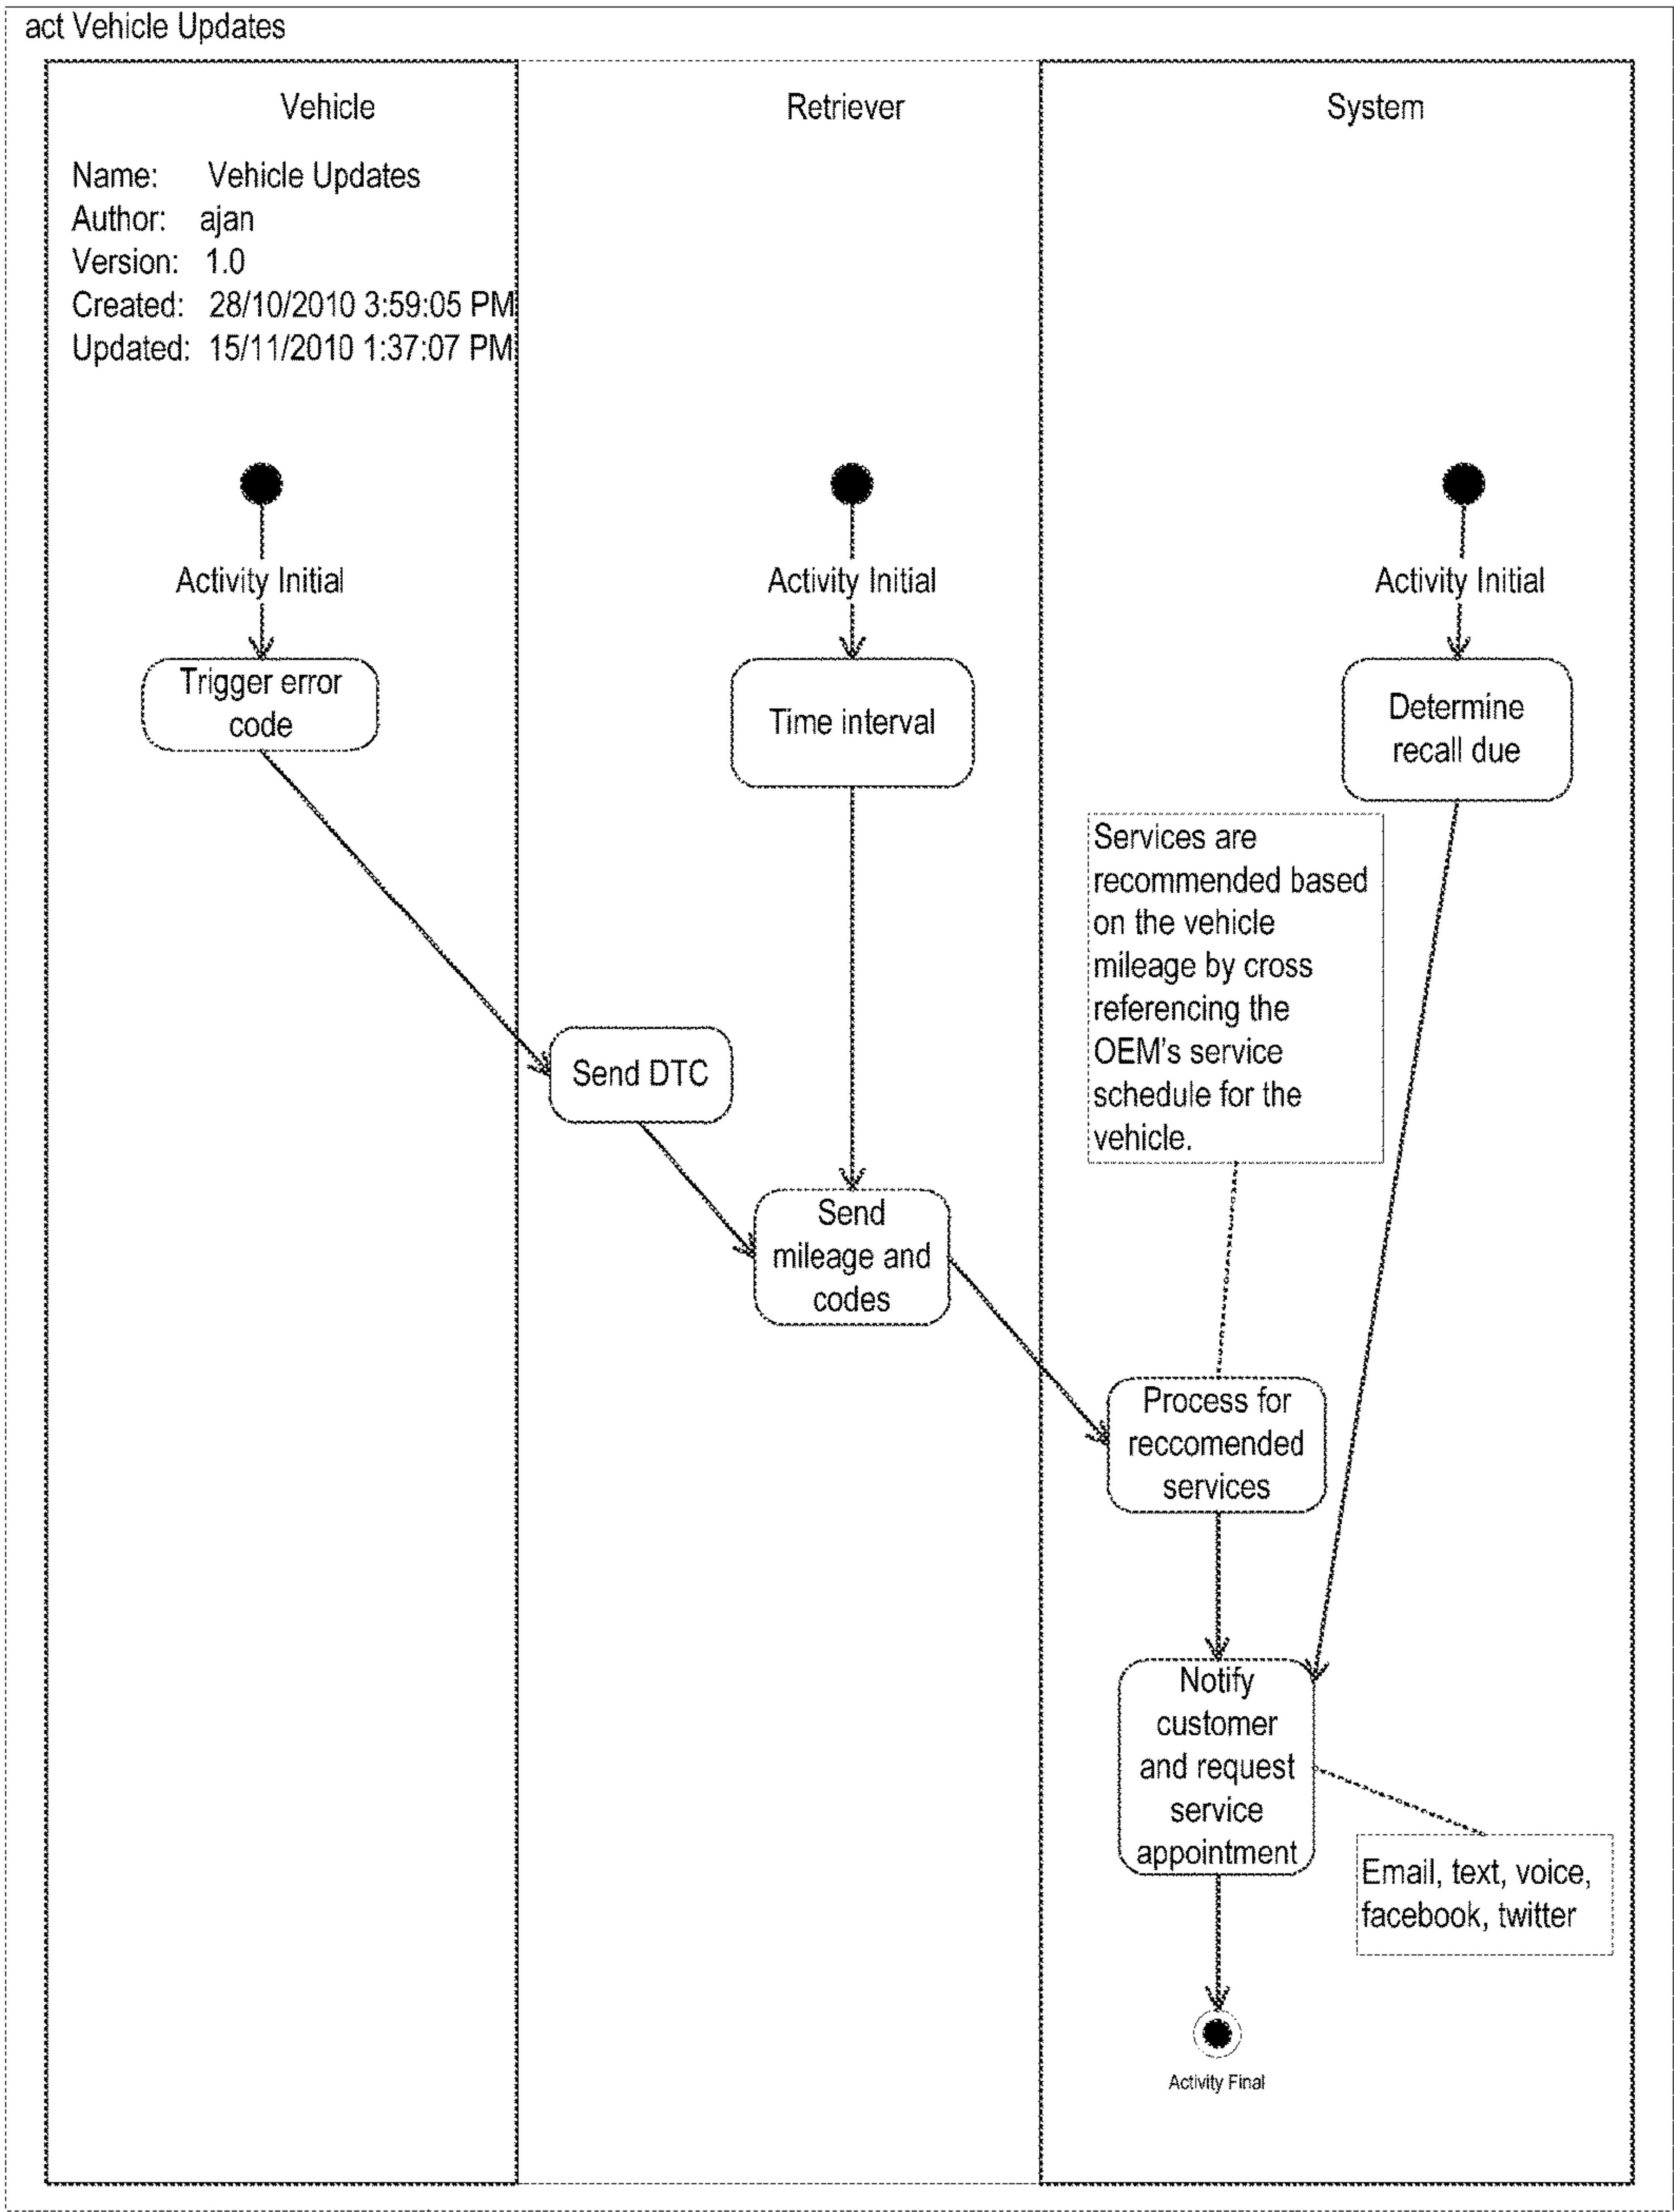 act Vehicle Updates
Vehicle
Retriever
System
Name: Vehicle Updates
Author: ajan
Version: 1.0
Created: 28/10/2010 3:59:05 PM
Updated: 15/11/2010 1:37:07 PM
Activity Initial
Activity Initial
Activity Initial
Trigger error
code
Time interval
Determine
recall due
Services are
recommended based
on the vehicle
mileage by cross
referencing the
OEM's service
schedule for the
vehicle.
Send DTC
Send
mileage and
codes
Process for
reccomended
services
Notify
customer
and request
service
appointment
Email, text, voice,
facebook, twitter
Activity Final